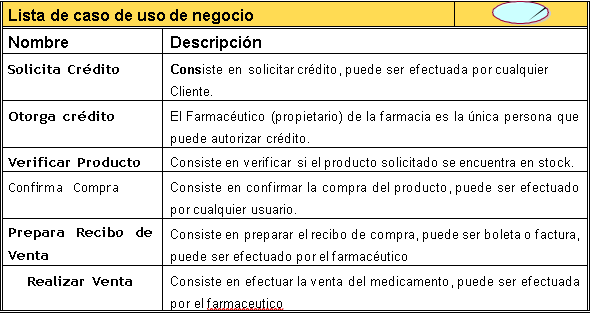 Lista de caso de uso de negocio
Nombre Descripción
Solicita Crédito Consiste en solicitar crédito, puede ser efectuada por cualquier
Cliente.
Otorga crédito El Farmacéutico (propietario) de la farmacia es la única persona que
puede autorizar crédito.
Verificar Producto Consiste en verificar si el producto solicitado se encuentra en stock.
Confirma Compra Consiste en confirmar la compra del producto, puede ser efectuado
por cualquier usuario.
Prepara Recibo de Consiste en preparar el recibo de compra, puede ser boleta o factura,
Venta puede ser efectuado por el farmacéutico
Realizar Venta Consiste en efectuar la venta del medicamento, puede ser efectuada
por el farmaceutico